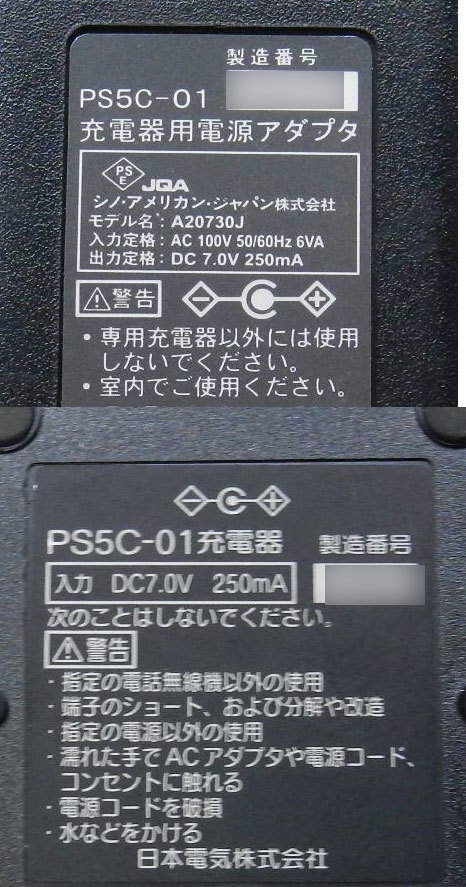 製造番号
PS5C-01
充電器用電源アダプタ
PS
E
JQA
シノ・アメリカン・ジャパン株式会社
モデル名：A20730J
入力定格：AC 100V 50/60Hz 6VA
出力定格：DC 7.0V 250mA
警告
・専用充電器以外には使用
しないでください。
・室内でご使用ください。
PS5C-01充電器 製造番号
入力 DC7.0V 250mA
次のことはしないでください。
警告
・指定の電話無線機以外の使用
・端子のショート、および分解や改造
・指定の電源以外の使用
・濡れた手でACアダプタや電源コード、
コンセントに触れる
・電源コードを破損
・水などをかける
日本電気株式会社